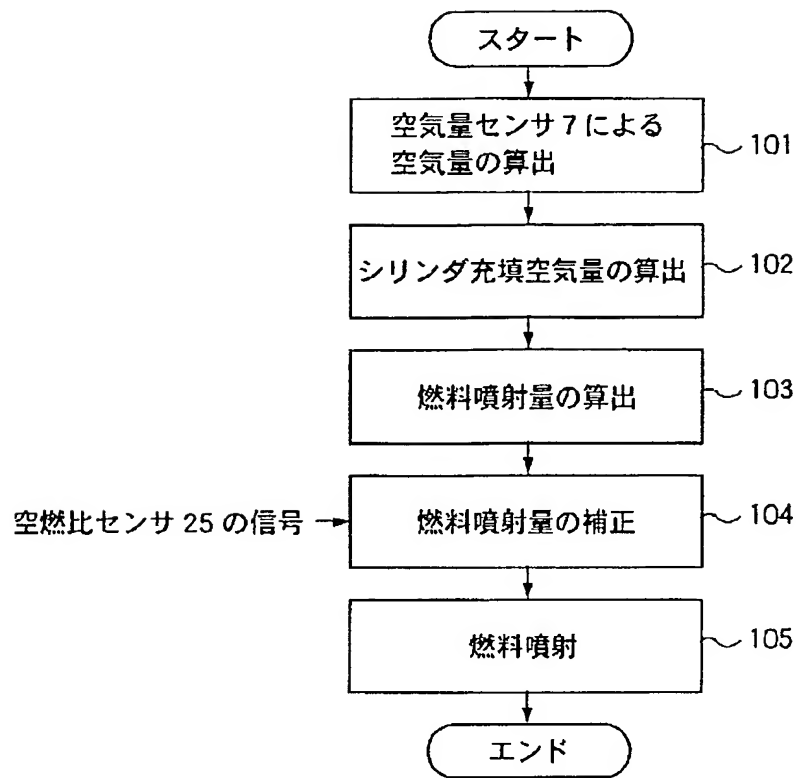 スタート
空気量センサ7による
空気量の算出
101
シリンダ充填空気量の算出
102
燃料噴射量の算出
103
空燃比センサ25の信号
燃料噴射量の補正
104
燃料噴射
105
エンド